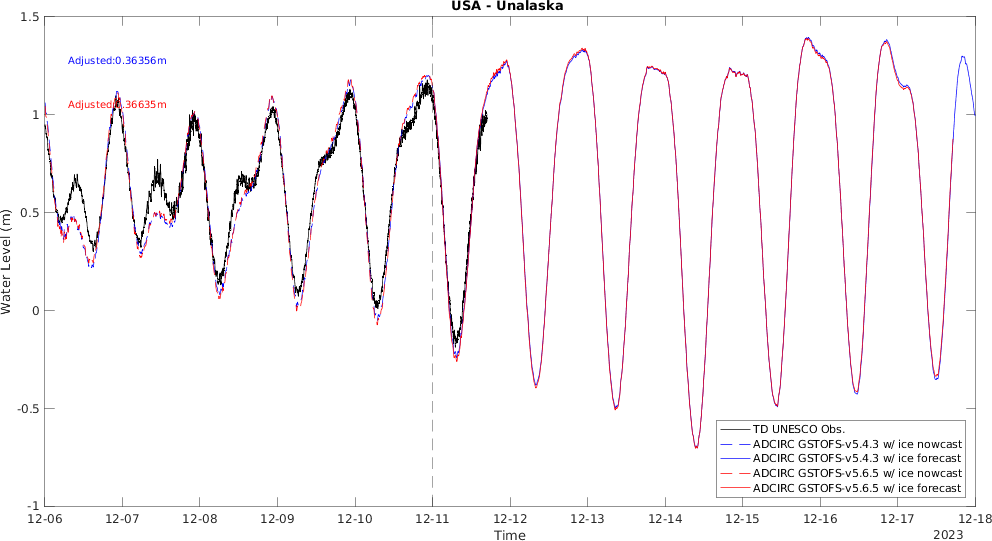 USA - Unalaska
1.5
1
0.5
0
-0.5
-1
Water Level (m)
Adjusted:0.36356m
Adjusted:0.36635m
TD UNESCO Obs.
ADCIRC GSTOFS-v5.4.3 w/ ice nowcast
ADCIRC GSTOFS-v5.4.3 w/ ice forecast
ADCIRC GSTOFS-v5.6.5 w/ ice nowcast
ADCIRC GSTOFS-v5.6.5 w/ ice forecast
12-06 12-07 12-08 12-09 12-10 12-11 12-12 12-13 12-14 12-15 12-16 12-17 12-18
Time
2023